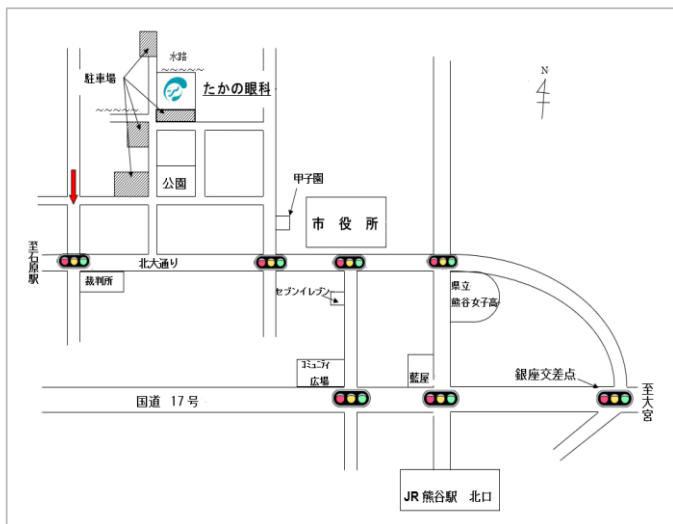 水路
駐車場
たかの眼科
N
公園
甲子園
市役所
至石原駅
北大通り
裁判所
セブンイレブン
県立
熊谷女子高
コミュニティ
広場
藍屋
銀座交差点
至大宮
国道 17号
JR 熊谷駅 北口